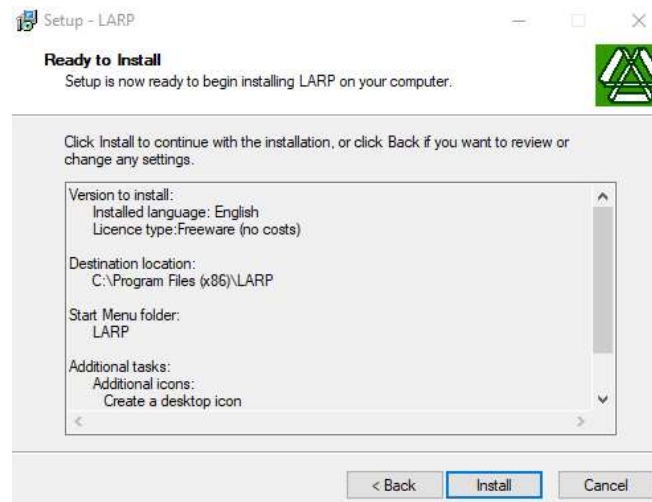 Setup - LARP
Ready to Install
Setup is now ready to begin installing LARP on your computer.
Click Install to continue with the installation, or click Back if you want to review or
change any settings.
Version to install:
Installed language: English
Licence type:Freeware (no costs)
Destination location:
C:\Program Files (x86)\LARP
Start Menu folder:
LARP
Additional tasks:
Additional icons:
Create a desktop icon
< Back
Install
Cancel